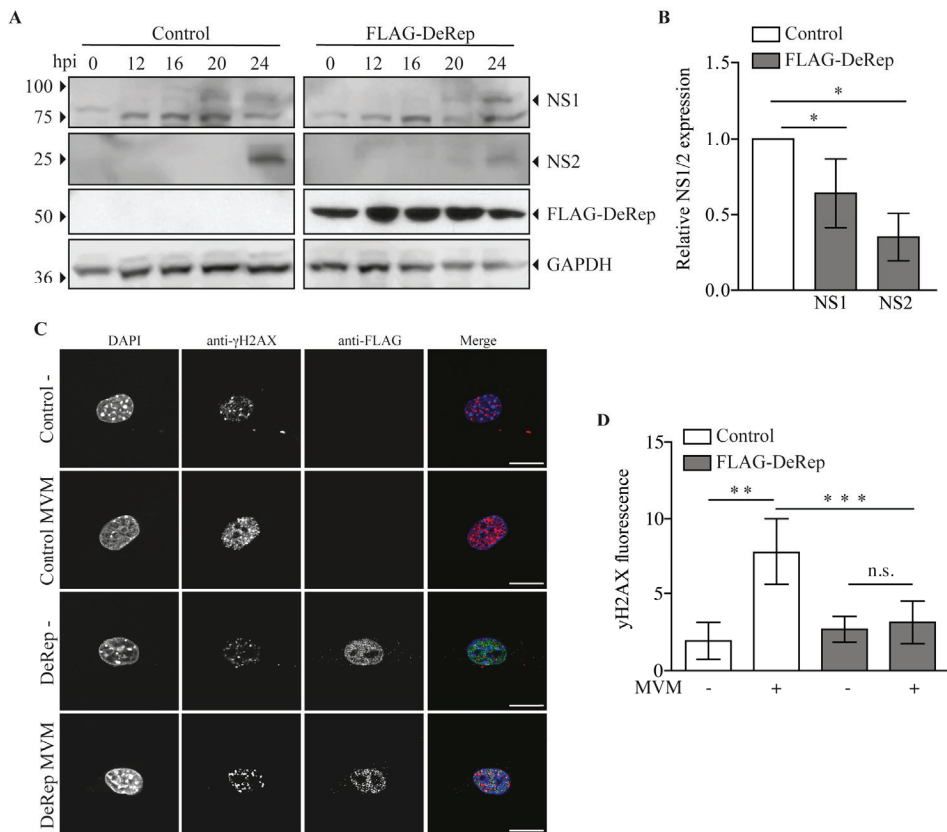 A
Control
FLAG-DeRep
hpi 0 12 16 20 24
0 12 16 20 24
100
75
NS1
25
NS2
50
FLAG-DeRep
36
GAPDH
B
Control
FLAG-DeRep
Relative NS1/2 expression
1.5
1.0
0.5
0.0
*
*
NS1 NS2
C
DAPI anti-γH2AX anti-FLAG Merge
Control -
Control MVM
DeRep -
DeRep MVM
D
Control
FLAG-DeRep
yH2AX fluorescence
15
10
5
0
** ***
n.s.
MVM - + - +